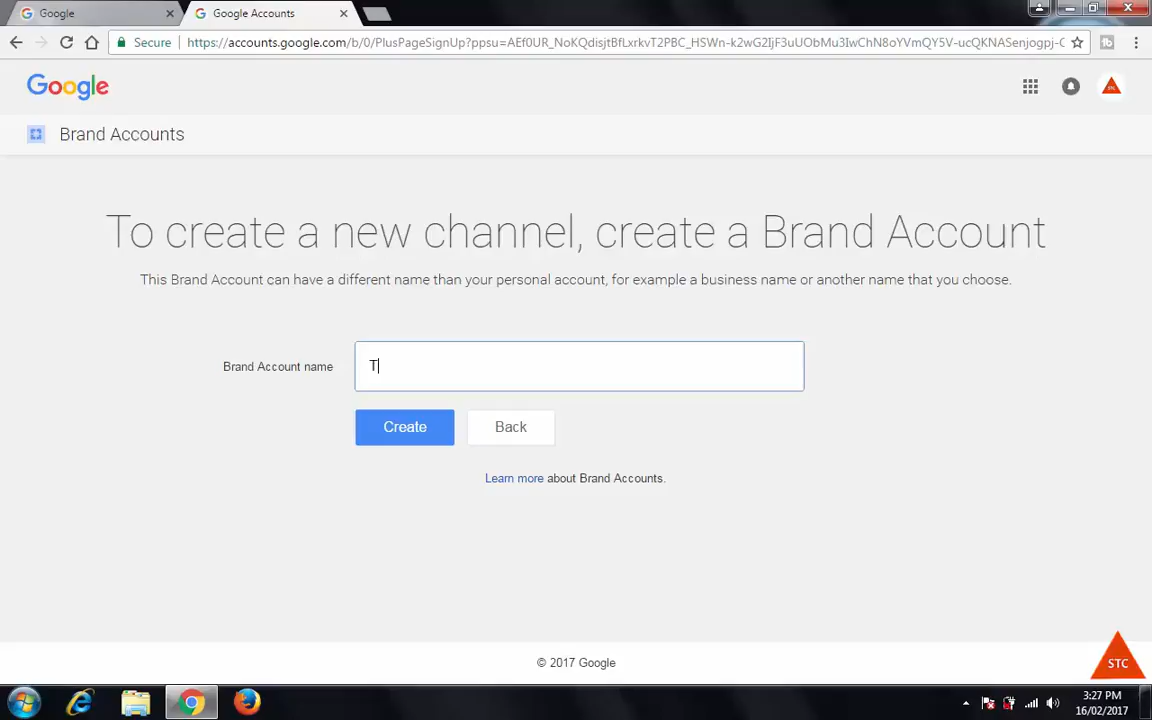 Google
Google Accounts
Secure
https://accounts.google.com/b/0/PlusPageSignUp?ppsu=AEf0UR_NoKQdisjtBfLxrkvT2PBC_HSWn-k2wG2IjF3uUObMu3IwChN8oYVmQY5V-ucQKNASenjogpj-C
Google
STC
Brand Accounts
To create a new channel, create a Brand Account
This Brand Account can have a different name than your personal account, for example a business name or another name that you choose.
Brand Account name
T
Create
Back
Learn more about Brand Accounts.
© 2017 Google
STC
3:27 PM
16/02/2017